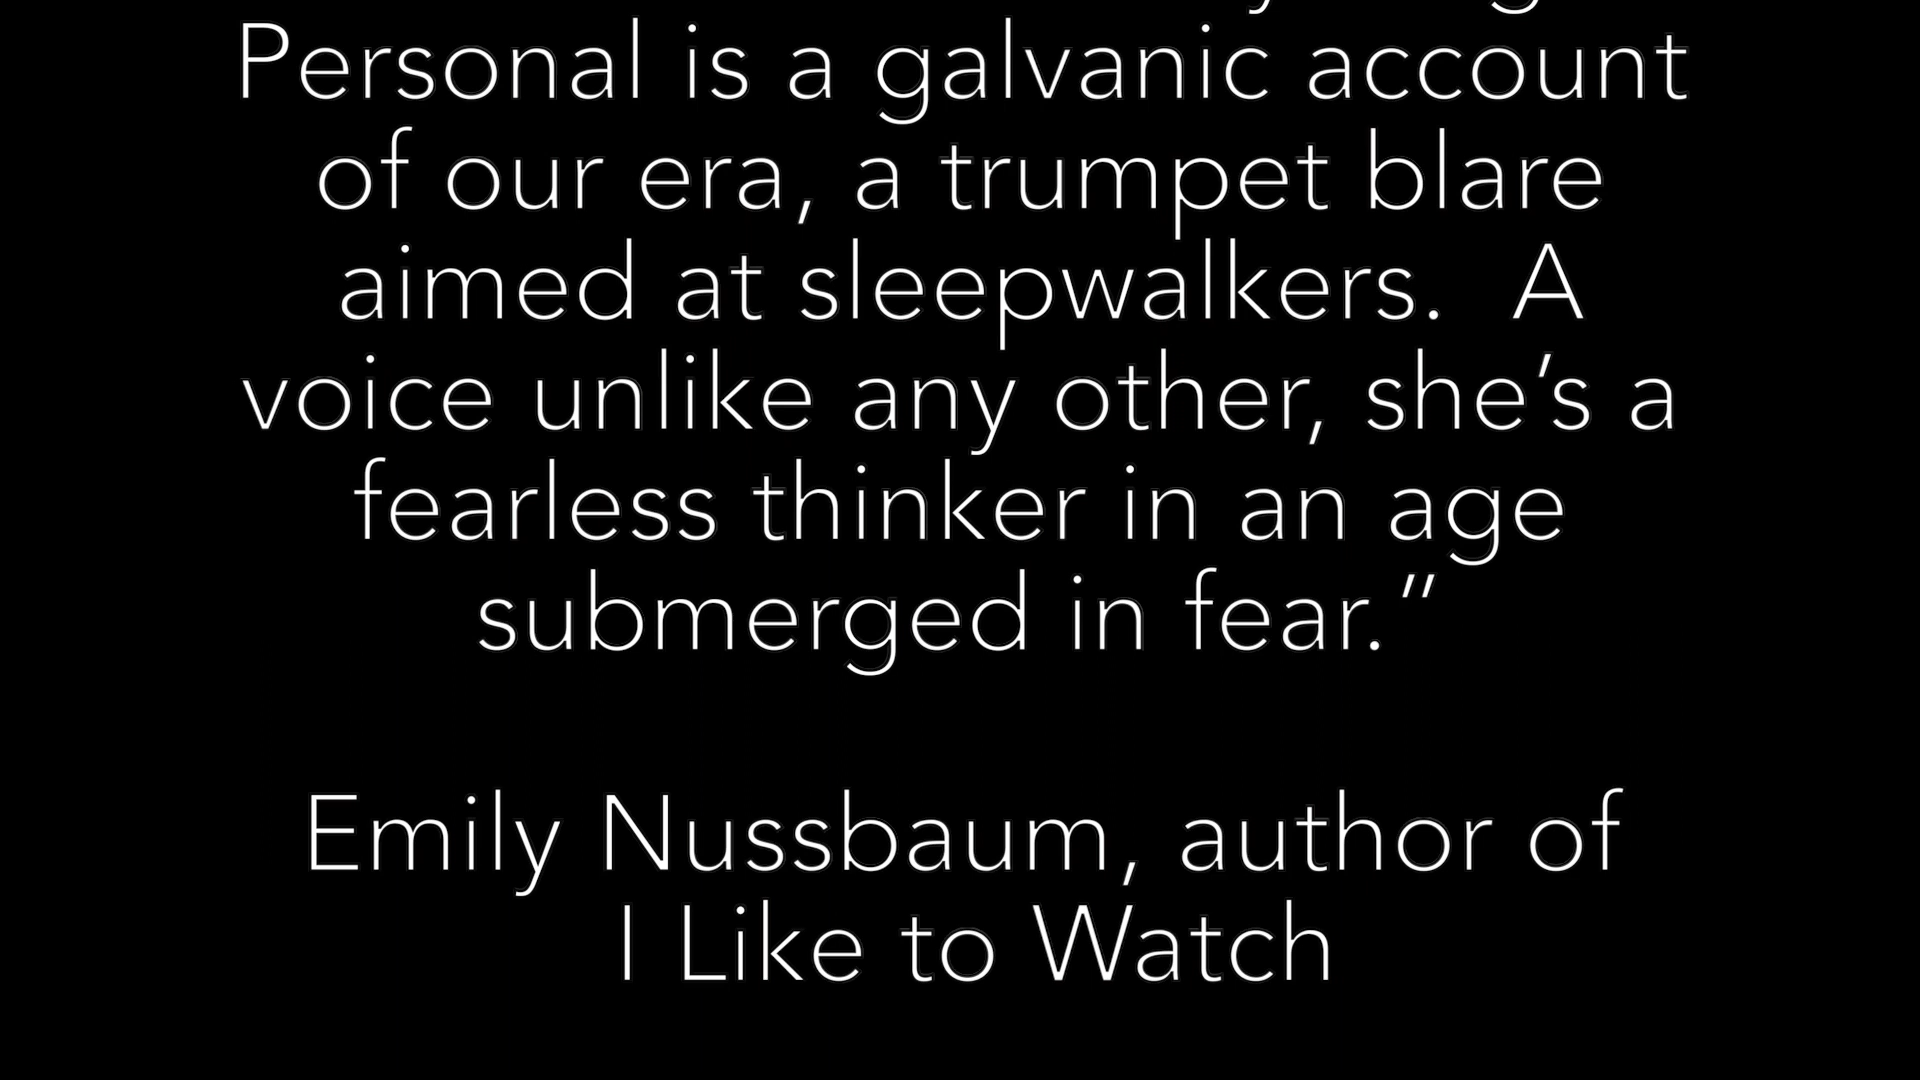 Personal is a galvanic account
of our era, a trumpet blare
aimed at sleepwalkers.  A
voice unlike any other, she’s a
fearless thinker in an age
submerged in fear.”
Emily Nussbaum, author of
I Like to Watch